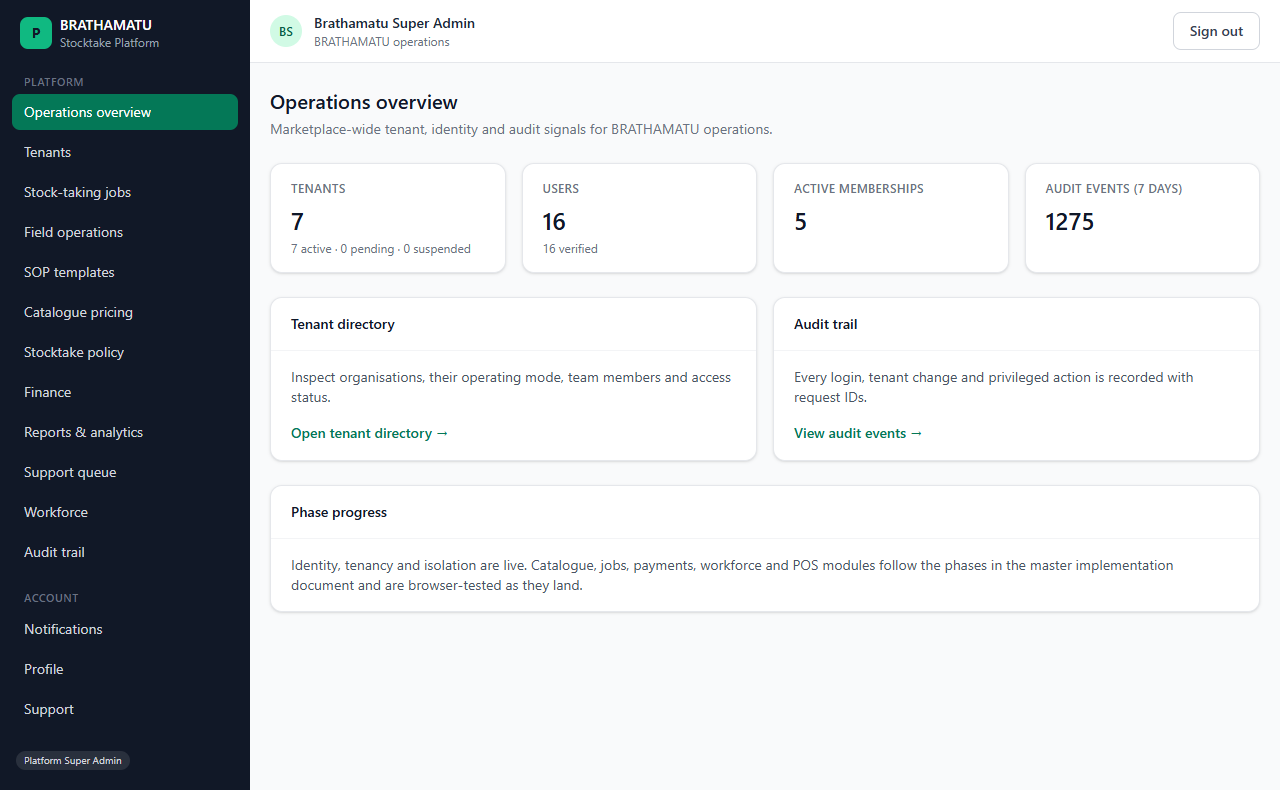 P
BRATHAMATU
Stocktake Platform
PLATFORM
Operations overview
Tenants
Stock-taking jobs
Field operations
SOP templates
Catalogue pricing
Stocktake policy
Finance
Reports & analytics
Support queue
Workforce
Audit trail
ACCOUNT
Notifications
Profile
Support
Platform Super Admin
BS
Brathamatu Super Admin
BRATHAMATU operations
Sign out
Operations overview
Marketplace-wide tenant, identity and audit signals for BRATHAMATU operations.
TENANTS
7
7 active · 0 pending · 0 suspended
USERS
16
16 verified
ACTIVE MEMBERSHIPS
5
AUDIT EVENTS (7 DAYS)
1275
Tenant directory
Inspect organisations, their operating mode, team members and access
status.
Open tenant directory →
Audit trail
Every login, tenant change and privileged action is recorded with
request IDs.
View audit events →
Phase progress
Identity, tenancy and isolation are live. Catalogue, jobs, payments, workforce and POS modules follow the phases in the master implementation
document and are browser-tested as they land.